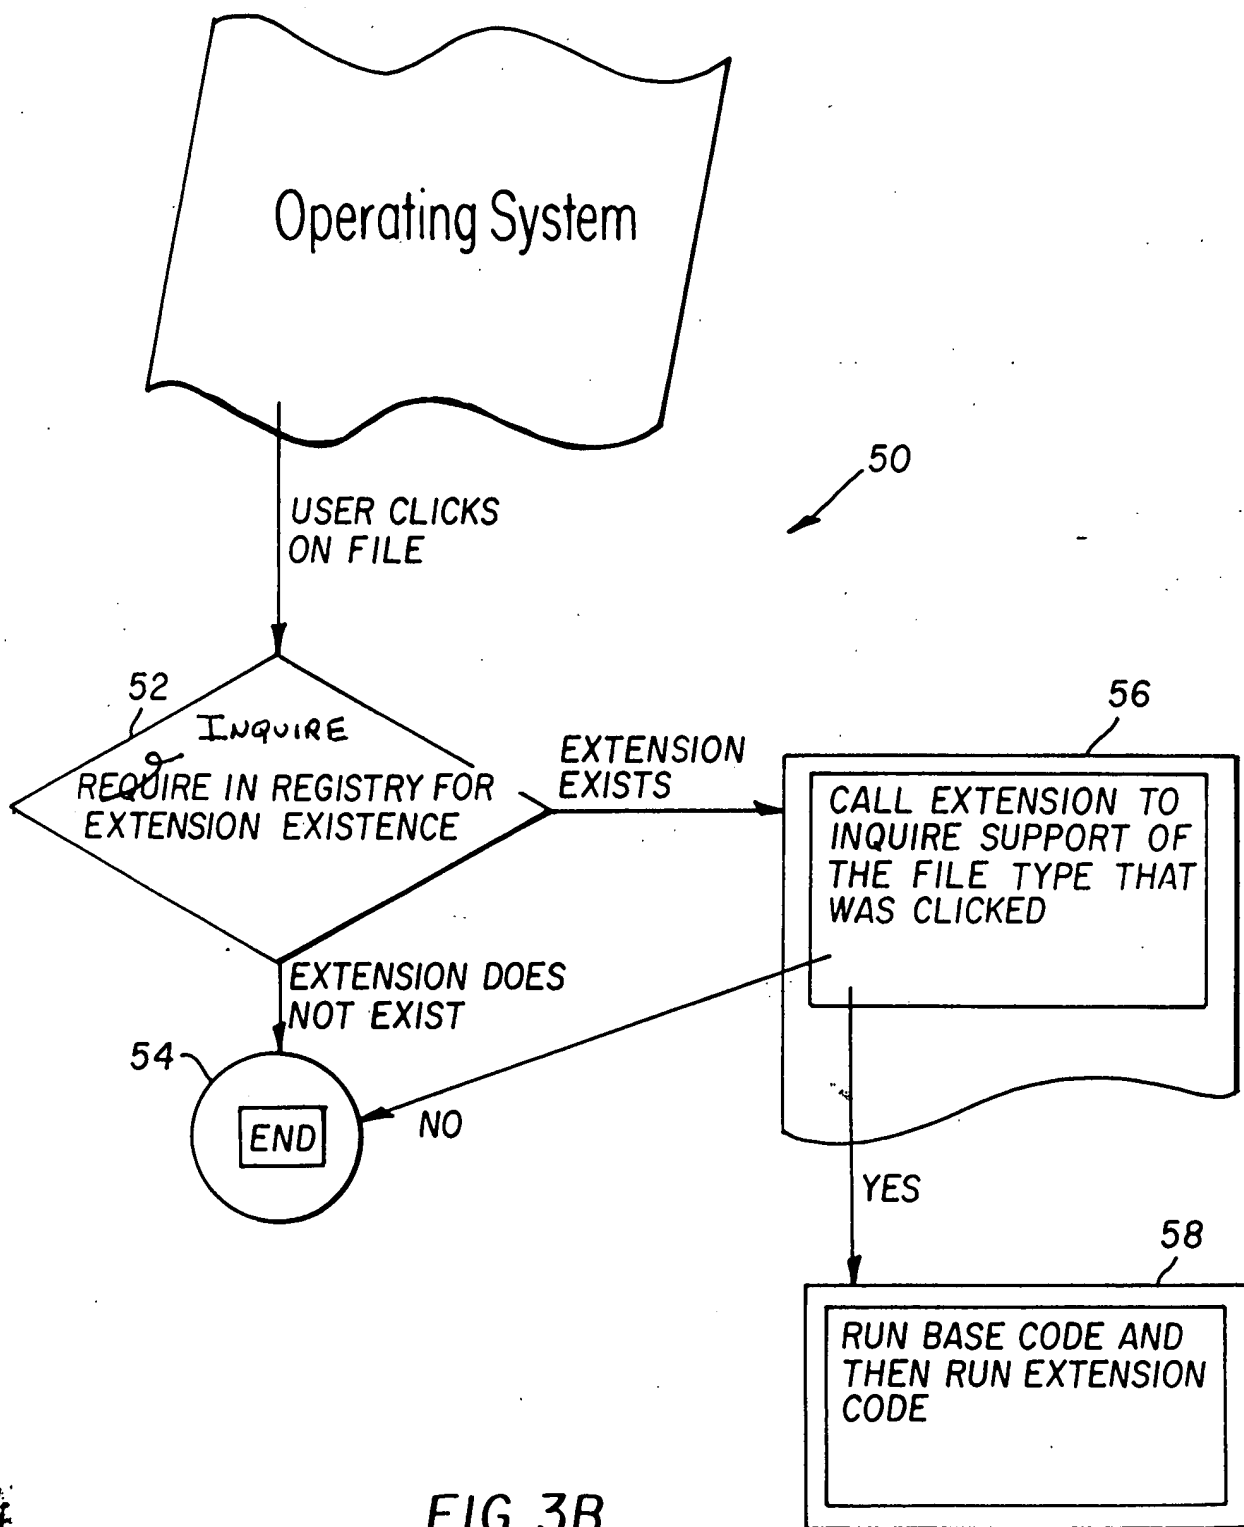 Operating System
USER CLICKS
ON FILE
50
52
INQUIRE
REQUIRE IN REGISTRY FOR
EXTENSION EXISTENCE
EXTENSION
EXISTS
56
CALL EXTENSION TO
INQUIRE SUPPORT OF
THE FILE TYPE THAT
WAS CLICKED
EXTENSION DOES
NOT EXIST
54
END
NO
YES
58
RUN BASE CODE AND
THEN RUN EXTENSION
CODE
FIG 3B